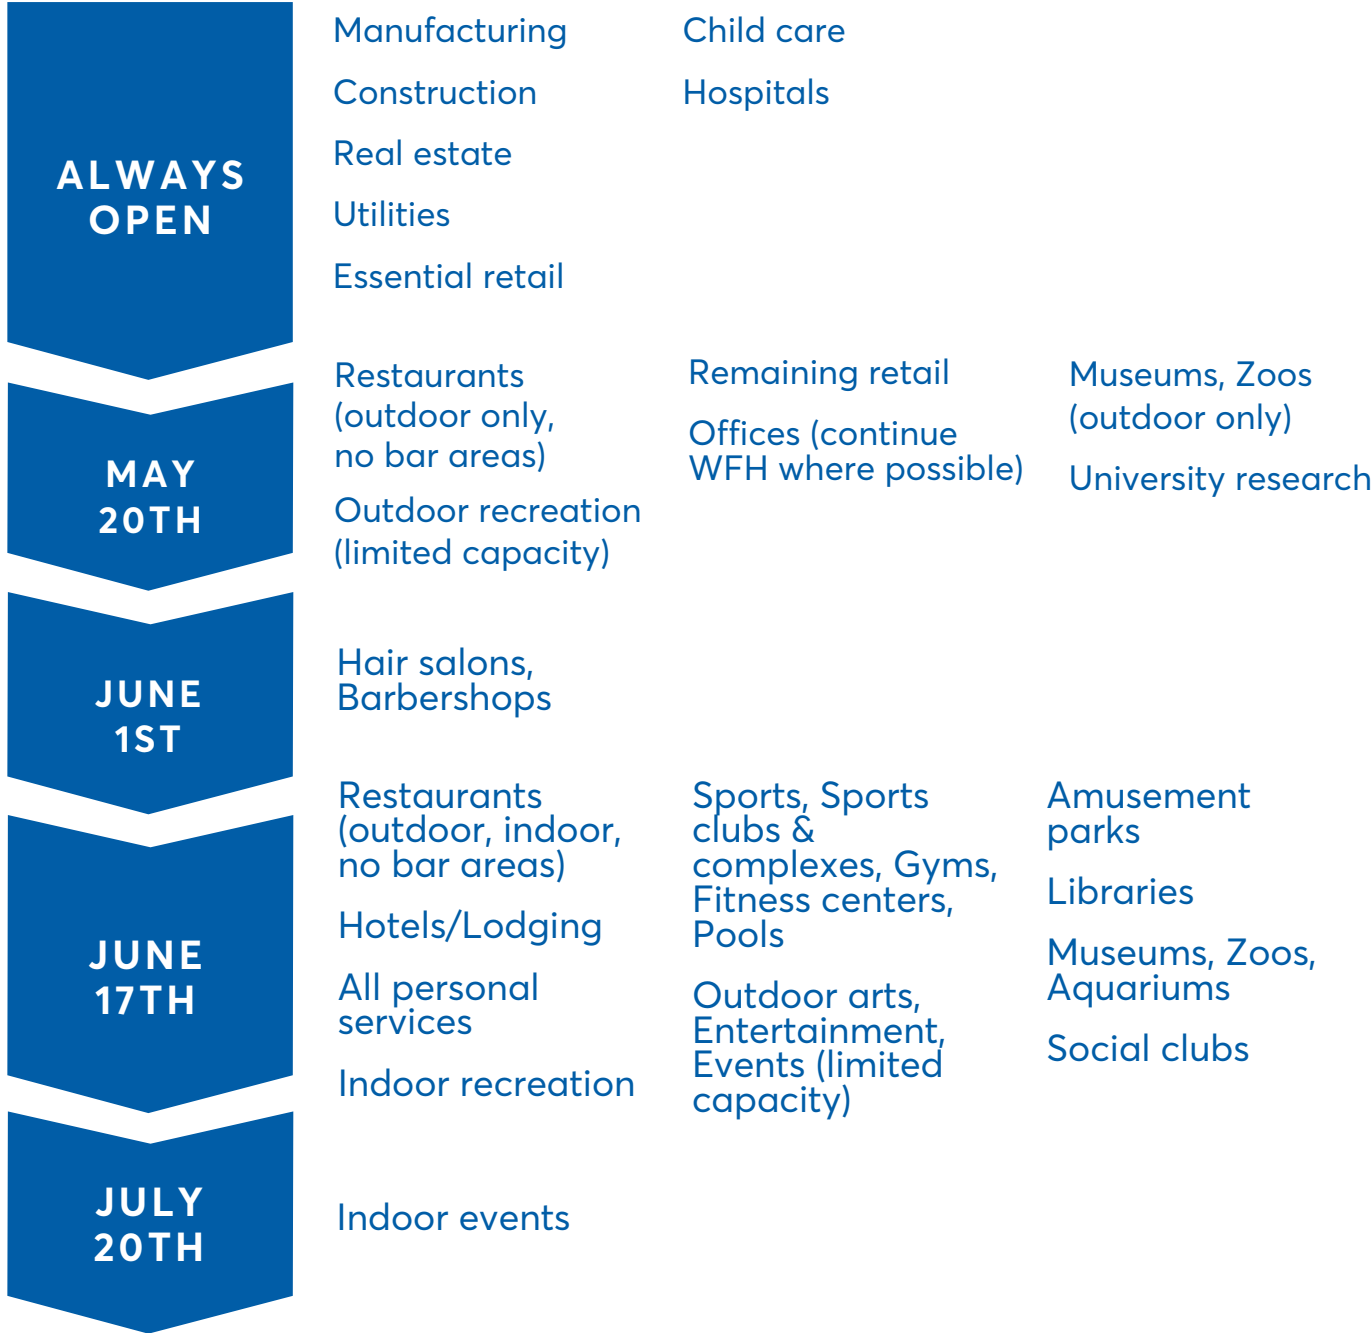 ALWAYS
OPEN
Manufacturing
Construction
Real estate
Utilities
Essential retail
Child care
Hospitals
MAY
20TH
Restaurants
(outdoor only,
no bar areas)
Outdoor recreation
(limited capacity)
Remaining retail
Offices (continue
WFH where possible)
Museums, Zoos
(outdoor only)
University research
JUNE
1ST
Hair salons,
Barbershops
JUNE
17TH
Restaurants
(outdoor, indoor,
no bar areas)
Hotels/Lodging
All personal
services
Indoor recreation
Sports, Sports
clubs &
complexes, Gyms,
Fitness centers,
Pools
Outdoor arts,
Entertainment,
Events (limited
capacity)
Amusement
parks
Libraries
Museums, Zoos,
Aquariums
Social clubs
JULY
20TH
Indoor events